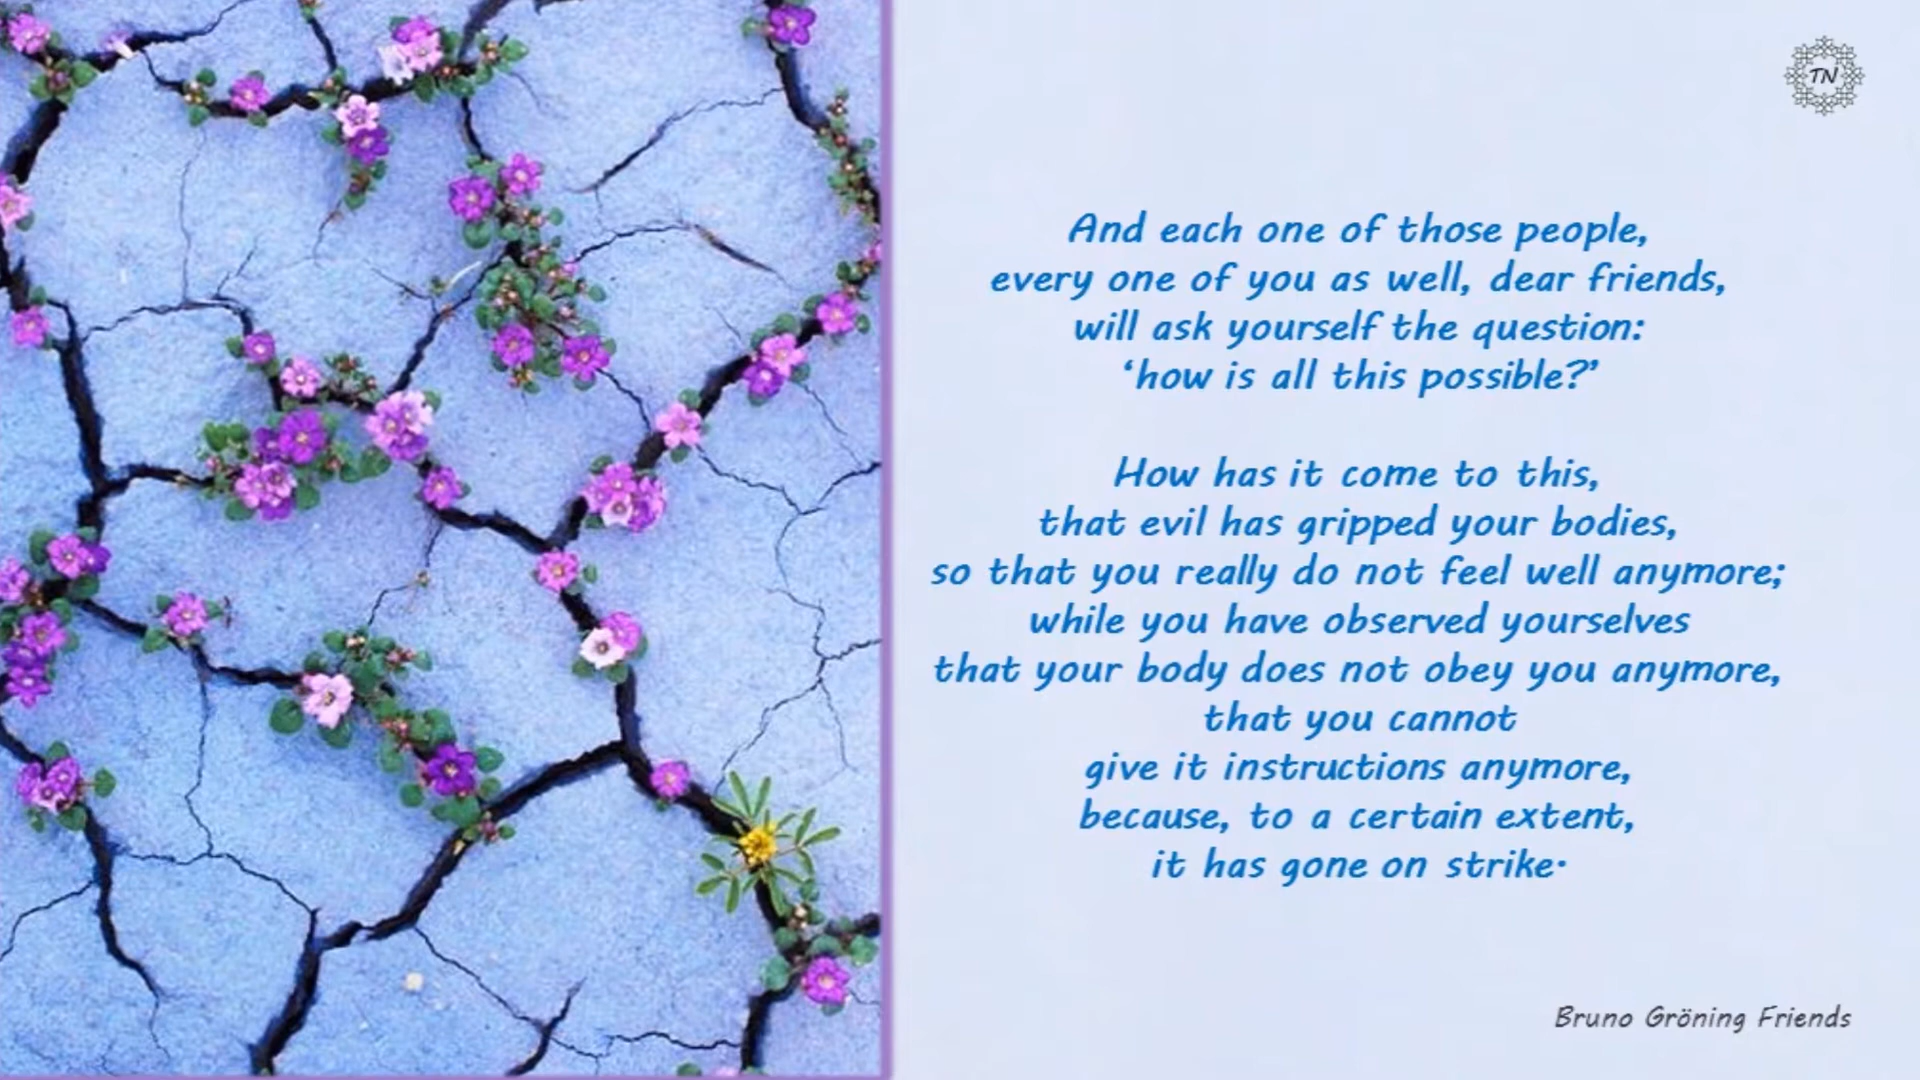 TN
And each one of those people,
every one of you as well, dear friends,
will ask yourself the question:
‘how is all this possible?’
How has it come to this,
that evil has gripped your bodies,
so that you really do not feel well anymore;
while you have observed yourselves
that your body does not obey you anymore,
that you cannot
give it instructions anymore,
because, to a certain extent,
it has gone on strike.
Bruno Gröning Friends